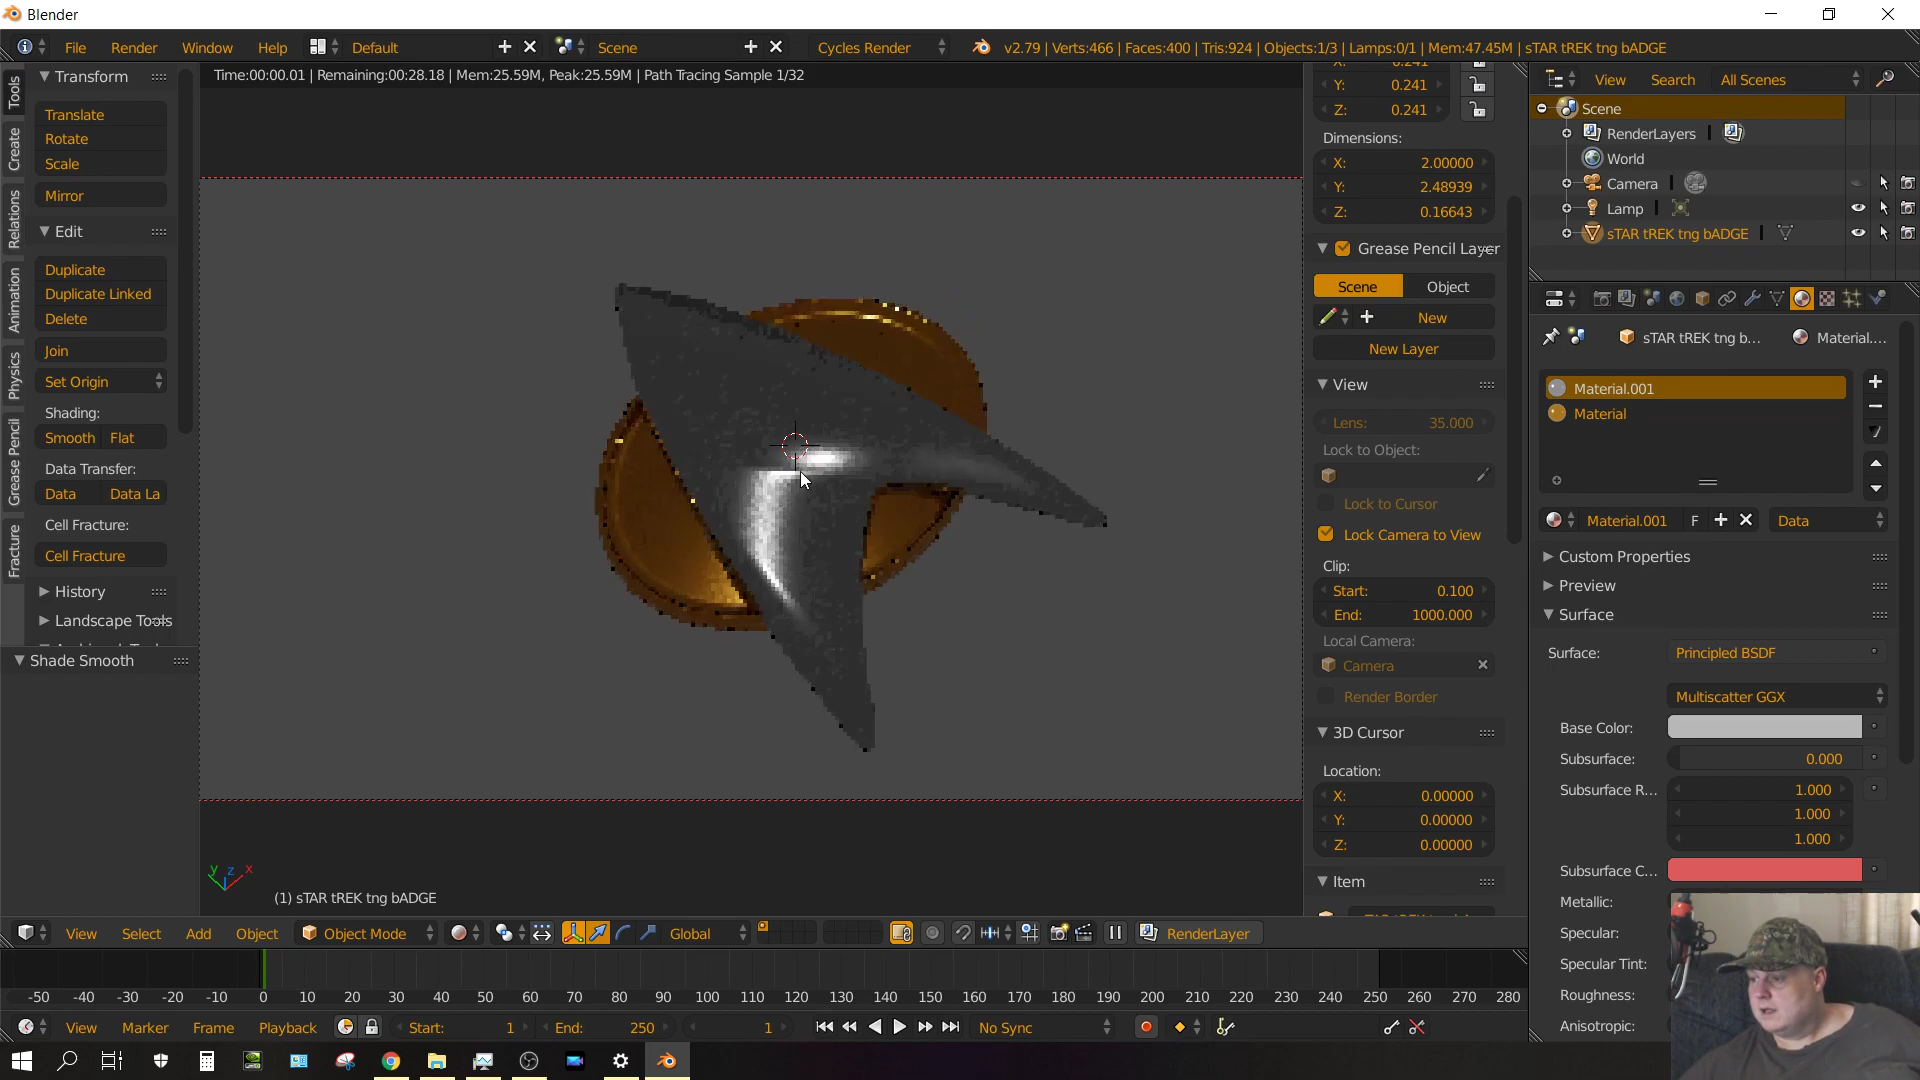 Blender
File Render Window Help Default Scene Cycles Render v2.79 | Verts:466 | Faces:400 | Tris:924 | Objects:1/3 | Lamps:0/1 | Mem:47.45M | sTAR tREK tng bADGE
Time:00:00.01 | Remaining:00:28.18 | Mem:25.59M, Peak:25.59M | Path Tracing Sample 1/32
Tools
Create
Relations
Animation
Physics
Grease Pencil
Fracture
Transform
Translate
Rotate
Scale
Mirror
Edit
Duplicate
Duplicate Linked
Delete
Join
Set Origin
Shading:
Smooth Flat
Data Transfer:
Data Data La
Cell Fracture:
Cell Fracture
History
Landscape Tools
Shade Smooth
y z x
(1) sTAR tREK tng bADGE
X: 0.241
Y: 0.241
Z: 0.241
Dimensions:
X: 2.00000
Y: 2.48939
Z: 0.16643
Grease Pencil Layer
Scene Object
New
New Layer
View
Lens: 35.000
Lock to Object:
Lock to Cursor
Lock Camera to View
Clip:
Start: 0.100
End: 1000.000
Local Camera:
Camera
Render Border
3D Cursor
Location:
X: 0.00000
Y: 0.00000
Z: 0.00000
Item
View Search All Scenes
Scene
RenderLayers |
World
Camera |
Lamp |
sTAR tREK tng bADGE |
sTAR tREK tng b... Material....
Material.001
Material
Material.001 F Data
Custom Properties
Preview
Surface
Surface: Principled BSDF
Multiscatter GGX
Base Color:
Subsurface: 0.000
Subsurface R... 1.000
1.000
1.000
Subsurface C...
Metallic:
Specular:
Specular Tint:
Roughness:
Anisotropic:
View Select Add Object Object Mode Global RenderLayer
-50 -40 -30 -20 -10 0 10 20 30 40 50 60 70 80 90 100 110 120 130 140 150 160 170 180 190 200 210 220 230 240 250 260 270 280
View Marker Frame Playback Start: 1 End: 250 1 No Sync